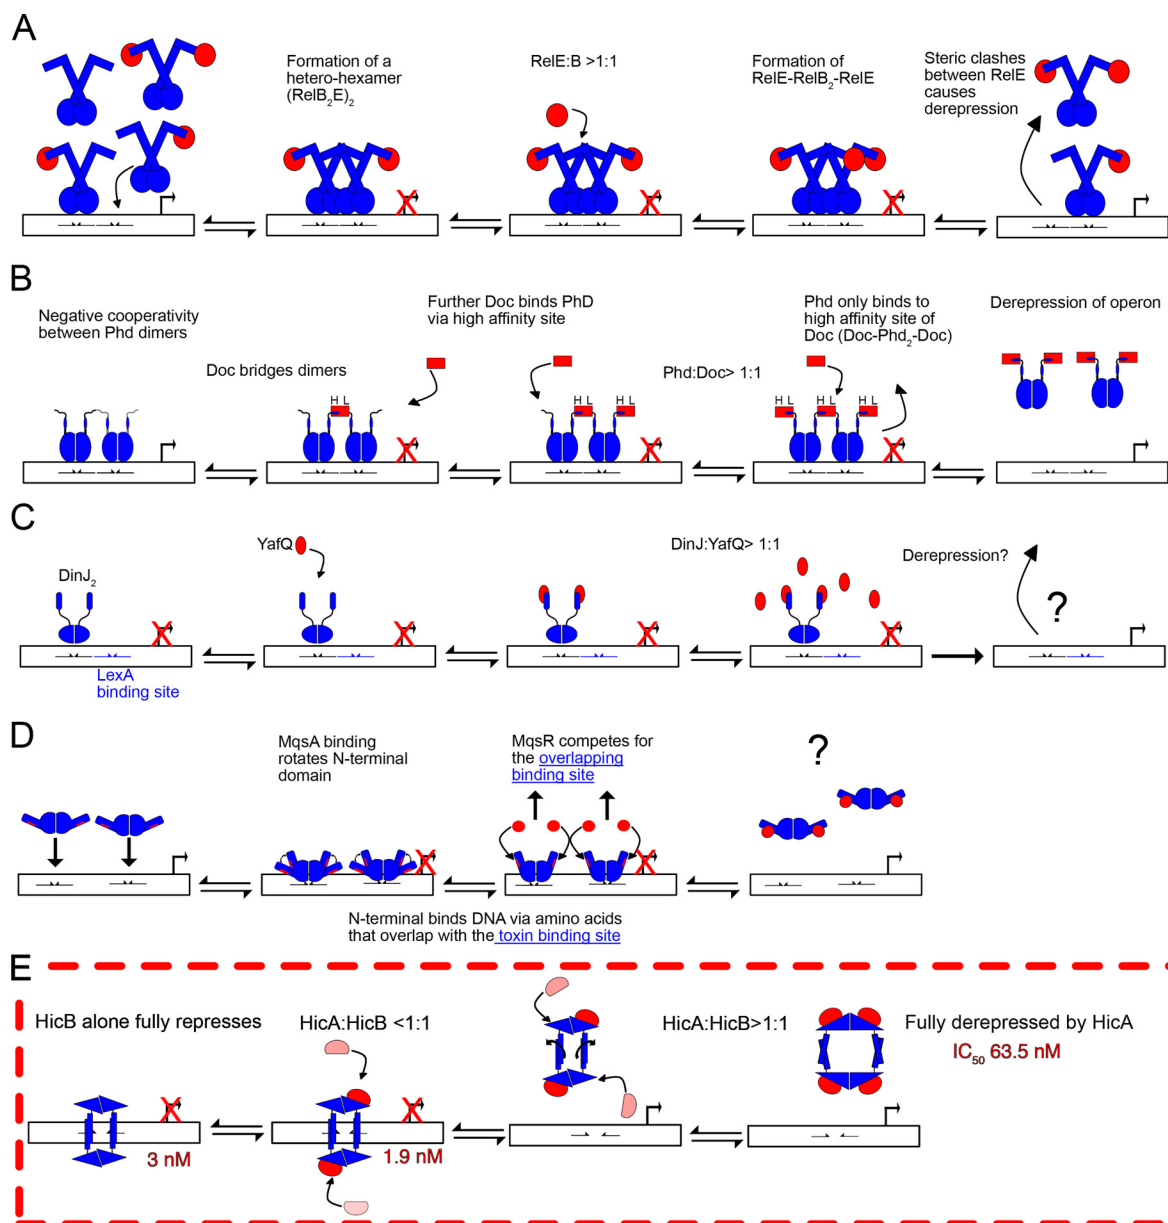 A
Formation of a
hetero-hexamer
(RelB2E)2
RelE:B >1:1
Formation of
RelE-RelB2-RelE
Steric clashes
between RelE
causes
derepression
B
Negative cooperativity
between Phd dimers
Doc bridges dimers
H L
Further Doc binds PhD
via high affinity site
H L H L
Phd:Doc> 1:1
Phd only binds to
high affinity site of
Doc (Doc-Phd2-Doc)
H L H L H L
Derepression of operon
C
DinJ2
LexA
binding site
YafQ
DinJ:YafQ> 1:1
Derepression?
?
D
MqsA binding
rotates N-terminal
domain
MqsR competes for
the overlapping
binding site
?
N-terminal binds DNA via amino acids
that overlap with the toxin binding site
E
HicB alone fully represses
3 nM
HicA:HicB <1:1
1.9 nM
HicA:HicB>1:1
Fully derepressed by HicA
IC50 63.5 nM